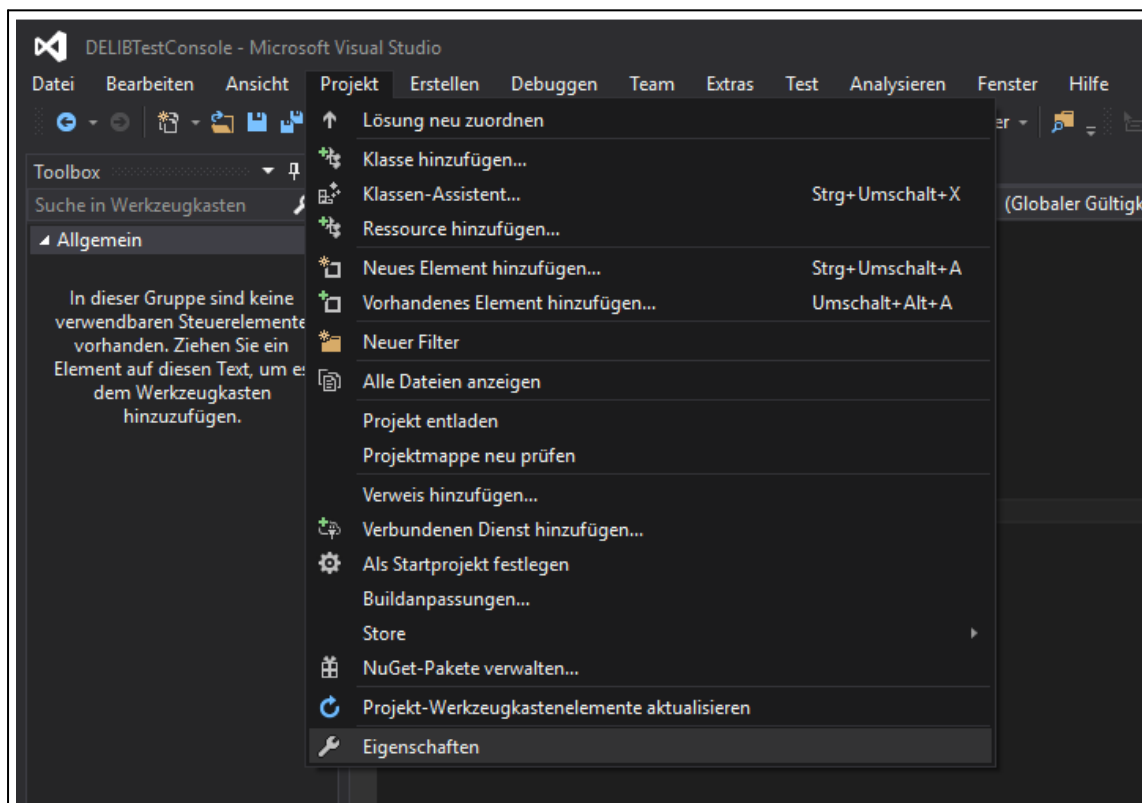 DELIBTestConsole - Microsoft Visual Studio
Datei Bearbeiten Ansicht Projekt Erstellen Debuggen Team Extras Test Analysieren Fenster Hilfe
Toolbox
Suche in Werkzeugkasten
Allgemein
In dieser Gruppe sind keine
verwendbaren Steuerelemente
vorhanden. Ziehen Sie ein
Element auf diesen Text, um es
dem Werkzeugkasten
hinzuzufügen.
Lösung neu zuordnen
Klasse hinzufügen...
Klassen-Assistent... Strg+Umschalt+X
Ressource hinzufügen...
Neues Element hinzufügen... Strg+Umschalt+A
Vorhandenes Element hinzufügen... Umschalt+Alt+A
Neuer Filter
Alle Dateien anzeigen
Projekt entladen
Projektmappe neu prüfen
Verweis hinzufügen...
Verbundenen Dienst hinzufügen...
Als Startprojekt festlegen
Buildanpassungen...
Store
NuGet-Pakete verwalten...
Projekt-Werkzeugkastenelemente aktualisieren
Eigenschaften
er
(Globaler Gültigk